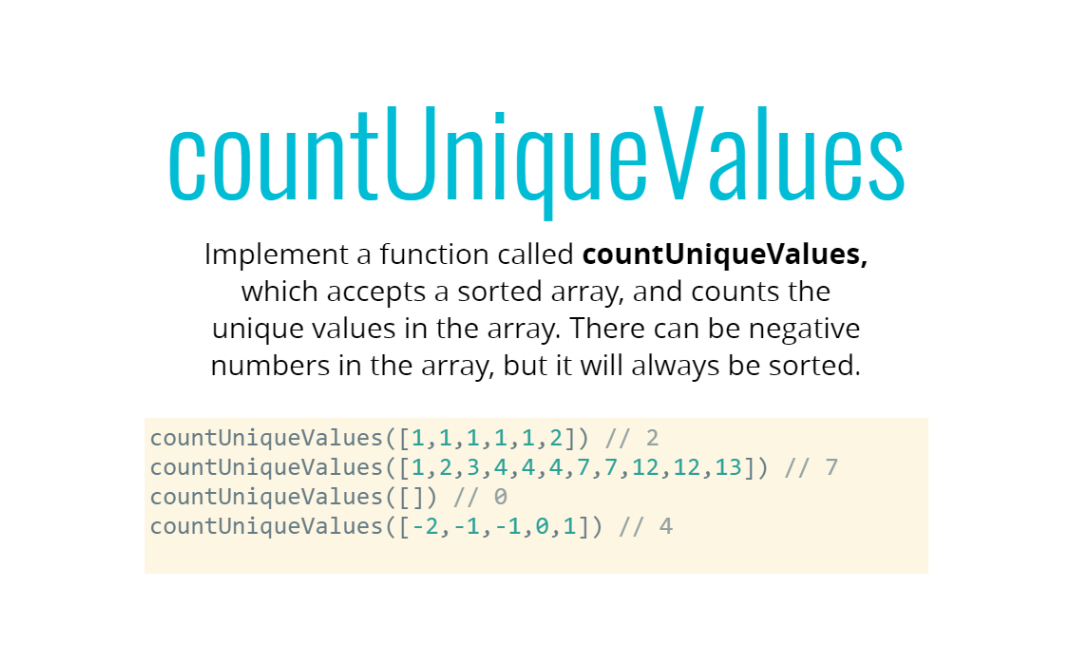 countUniqueValues
Implement a function called countUniqueValues,
which accepts a sorted array, and counts the
unique values in the array. There can be negative
numbers in the array, but it will always be sorted.
countUniqueValues([1,1,1,1,1,2]) // 2
countUniqueValues([1,2,3,4,4,4,7,7,12,12,13]) // 7
countUniqueValues([]) // 0
countUniqueValues([-2,-1,-1,0,1]) // 4